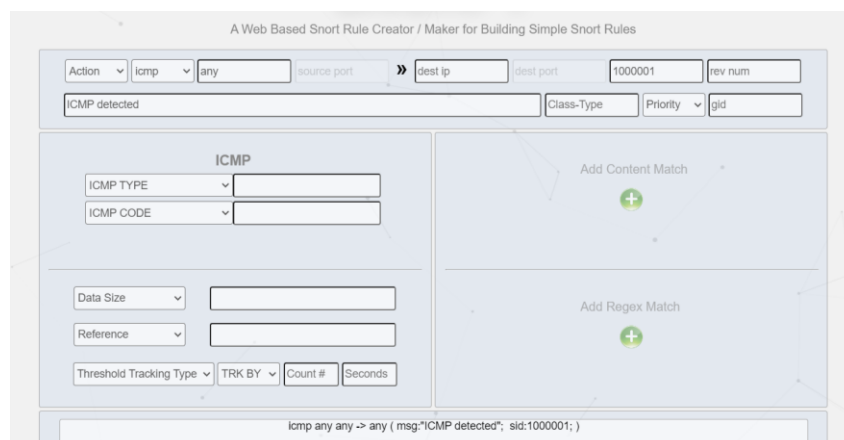 A Web Based Snort Rule Creator / Maker for Building Simple Snort Rules
Action icmp any source port » dest ip dest port 1000001 rev num
ICMP detected Class-Type Priority gid
ICMP
ICMP TYPE
ICMP CODE
Add Content Match
Data Size
Reference
Threshold Tracking Type TRK BY Count # Seconds
Add Regex Match
icmp any any -> any ( msg:"ICMP detected"; sid:1000001; )